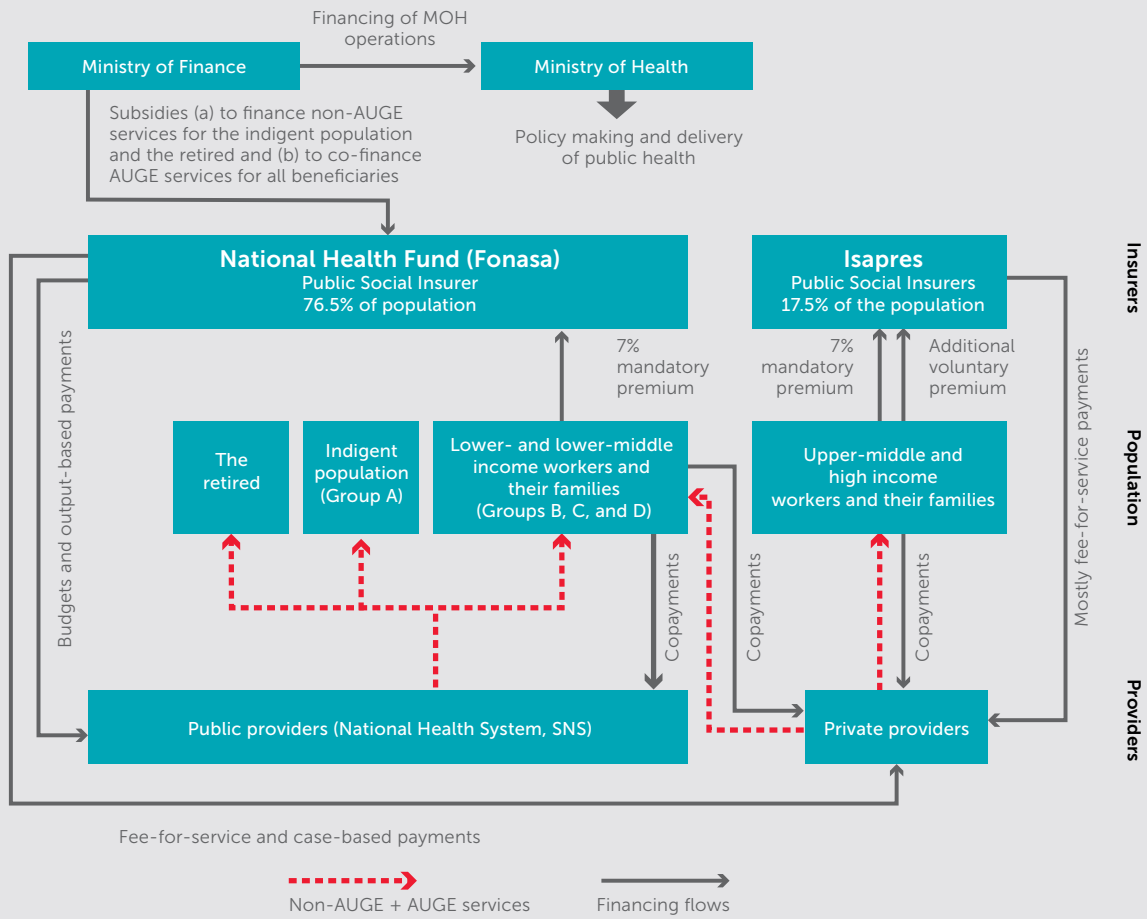 Financing of MOH
operations
Ministry of Finance
Ministry of Health
Subsidies (a) to finance non-AUGE
services for the indigent population
and the retired and (b) to co-finance
AUGE services for all beneficiaries
Policy making and delivery
of public health
National Health Fund (Fonasa)
Public Social Insurer
76.5% of population
Isapres
Public Social Insurers
17.5% of the population
Insurers
7%
mandatory
premium
7%
mandatory
premium
Additional
voluntary
premium
Budgets and output-based payments
Mostly fee-for-service payments
The
retired
Indigent
population
(Group A)
Lower- and lower-middle
income workers and
their families
(Groups B, C, and D)
Upper-middle and
high income
workers and their families
Population
Copayments
Copayments
Copayments
Public providers (National Health System, SNS)
Private providers
Providers
Fee-for-service and case-based payments
Non-AUGE + AUGE services
Financing flows